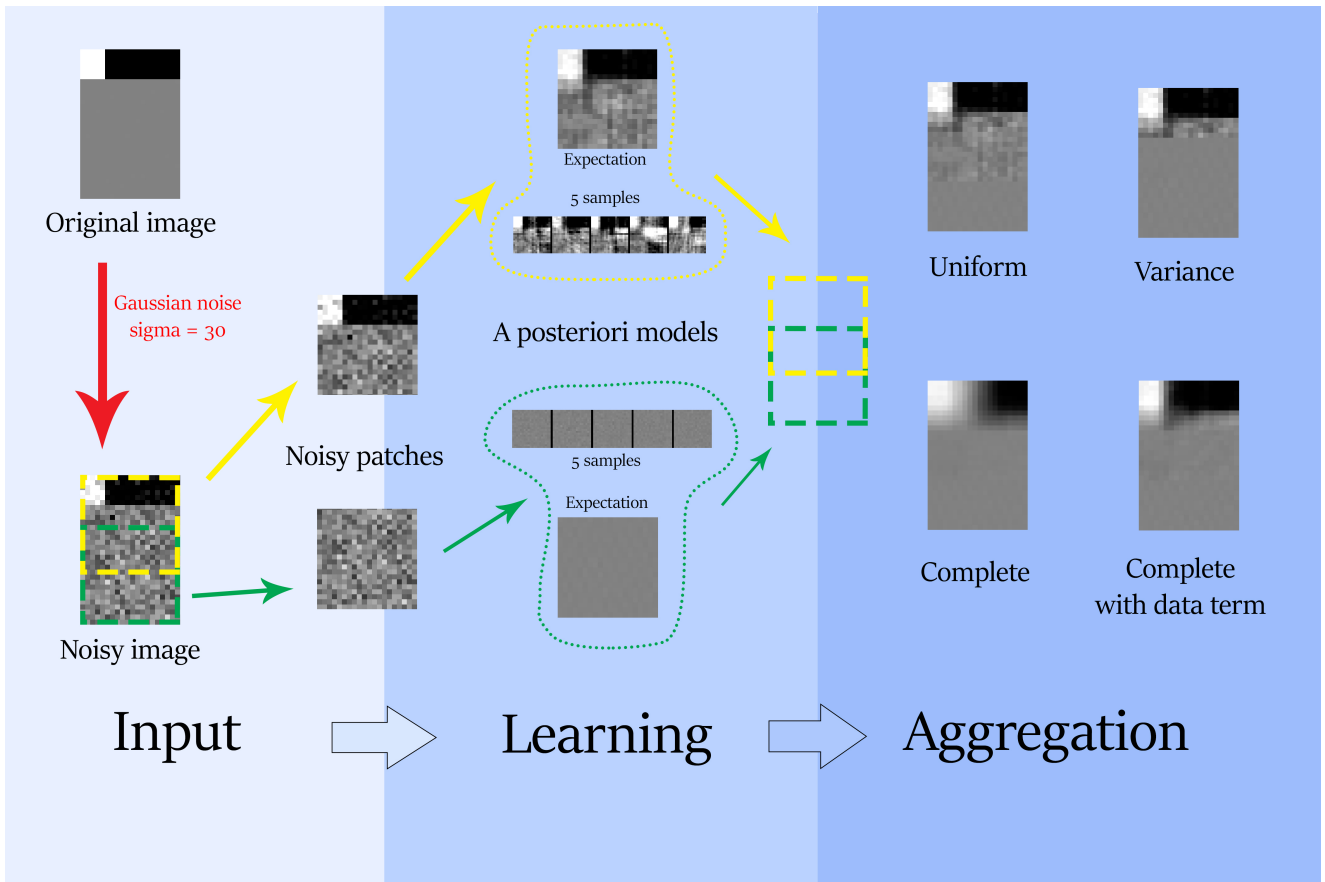 Original image
Gaussian noise
sigma = 30
Noisy image
Noisy patches
Input
Expectation
5 samples
A posteriori models
5 samples
Expectation
Learning
Uniform
Variance
Complete
Complete
with data term
Aggregation